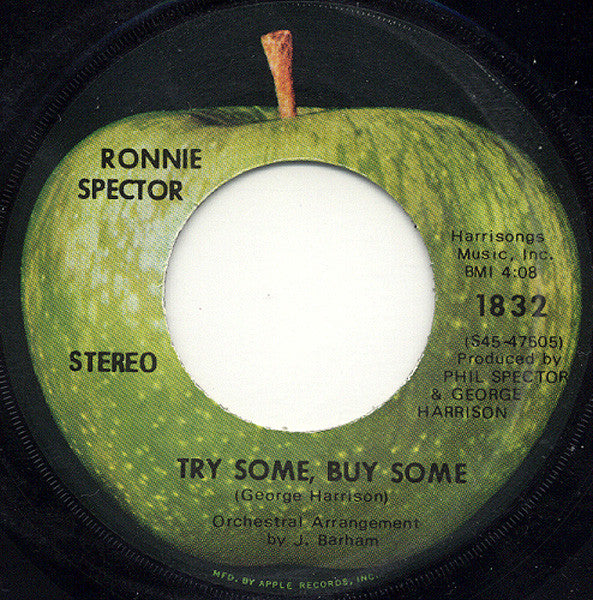 RONNIE
SPECTOR
Harrisongs
Music, Inc.
BMI 4:08
1832
STEREO
(S45-47505)
Produced by
PHIL SPECTOR
& GEORGE
HARRISON
TRY SOME, BUY SOME
(George Harrison)
Orchestral Arrangement
by J. Barham
MFD. BY APPLE RECORDS, INC.